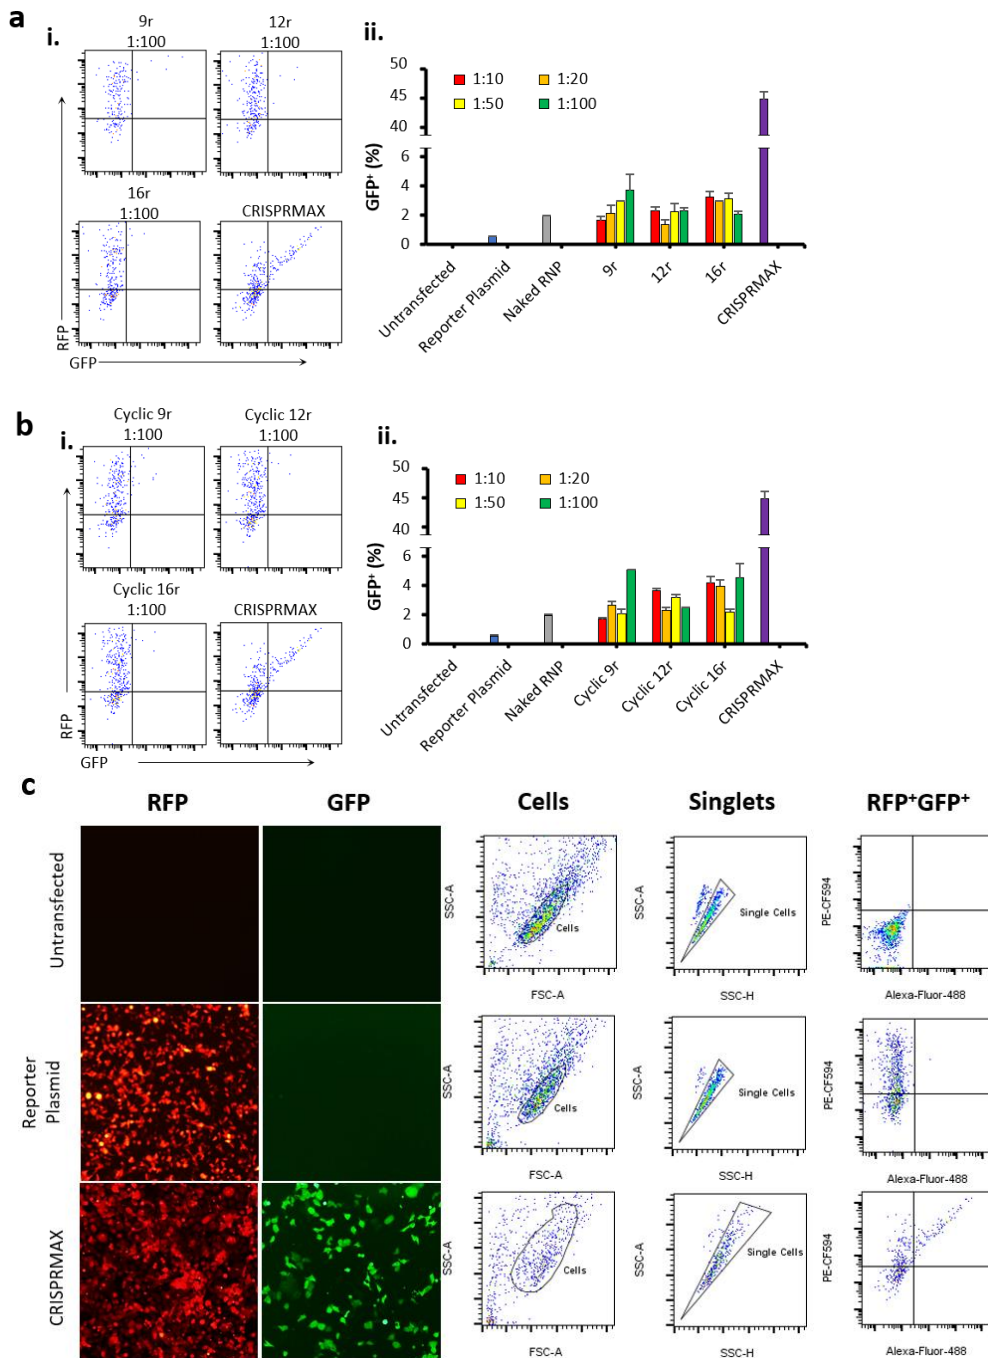 a
i.
9r
1:100
12r
1:100
16r
1:100
CRISPRMAX
RFP
GFP
ii.
GFP⁺ (%)
50
45
40
6
4
2
0
1:10
1:20
1:50
1:100
Untransfected
Reporter Plasmid
Naked RNP
9r
12r
16r
CRISPRMAX
b
i.
Cyclic 9r
1:100
Cyclic 12r
1:100
Cyclic 16r
1:100
CRISPRMAX
RFP
GFP
ii.
GFP⁺ (%)
50
45
40
6
4
2
0
1:10
1:20
1:50
1:100
Untransfected
Reporter Plasmid
Naked RNP
Cyclic 9r
Cyclic 12r
Cyclic 16r
CRISPRMAX
c
RFP
GFP
Cells
Singlets
RFP⁺GFP⁺
Untransfected
SSC-A
Cells
FSC-A
SSC-A
Single Cells
SSC-H
PE-CF594
Alexa-Fluor-488
Reporter
Plasmid
SSC-A
Cells
FSC-A
SSC-A
Single Cells
SSC-H
PE-CF594
Alexa-Fluor-488
CRISPRMAX
SSC-A
Cells
FSC-A
SSC-A
Single Cells
SSC-H
PE-CF594
Alexa-Fluor-488